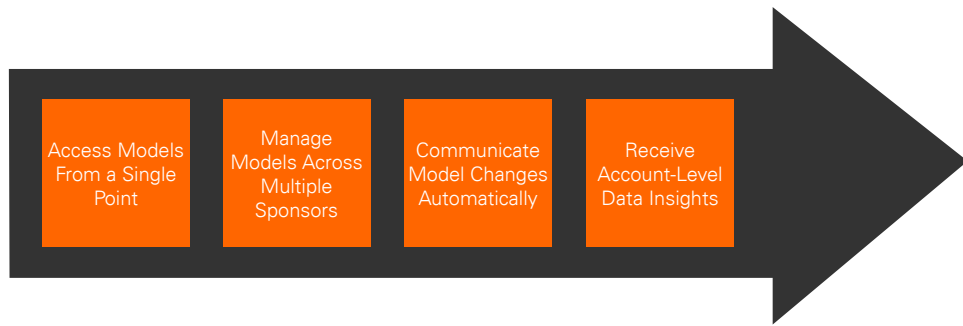 Access Models
From a Single
Point
Manage
Models Across
Multiple
Sponsors
Communicate
Model Changes
Automatically
Receive
Account-Level
Data Insights